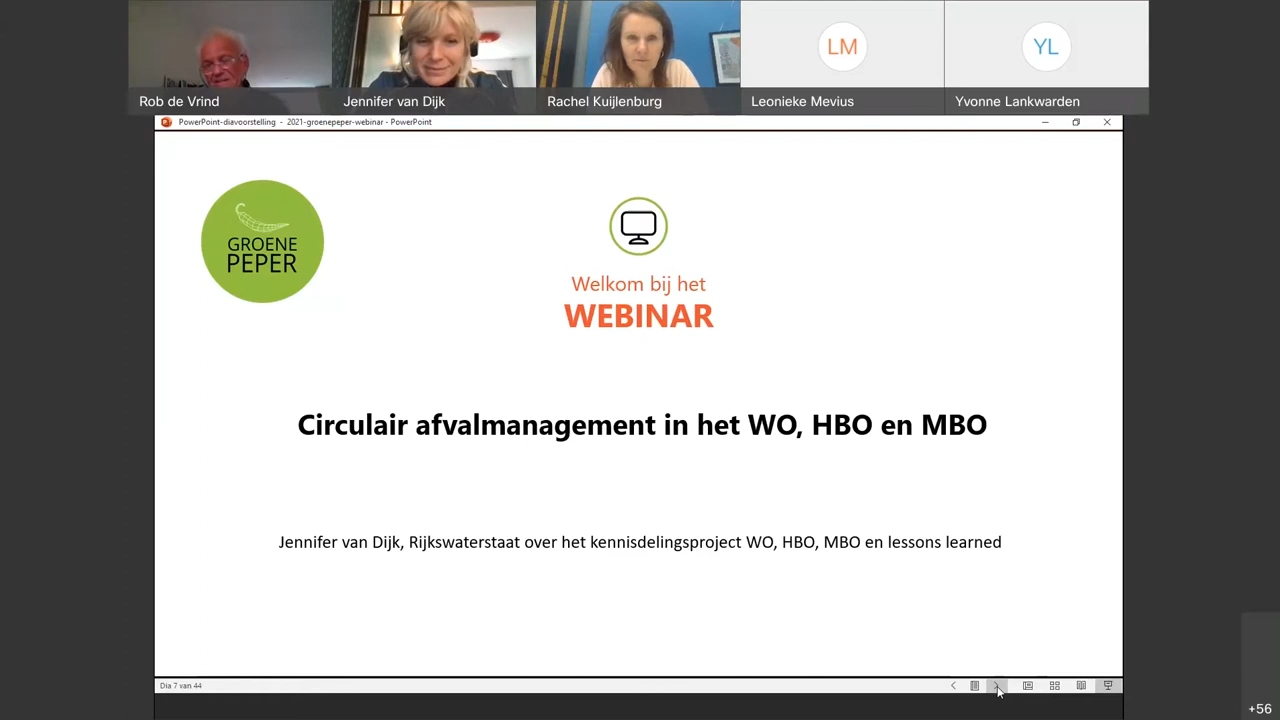 LM
YL
Rob de Vrind
Jennifer van Dijk
Rachel Kuijlenburg
Leonieke Mevius
Yvonne Lankwarden
PowerPoint-diavoorstelling - 2021-groenepeper-webinar - PowerPoint
GROENE
PEPER
Welkom bij het
WEBINAR
Circulair afvalmanagement in het WO, HBO en MBO
Jennifer van Dijk, Rijkswaterstaat over het kennisdelingsproject WO, HBO, MBO en lessons learned
Dia 7 van 44
+56